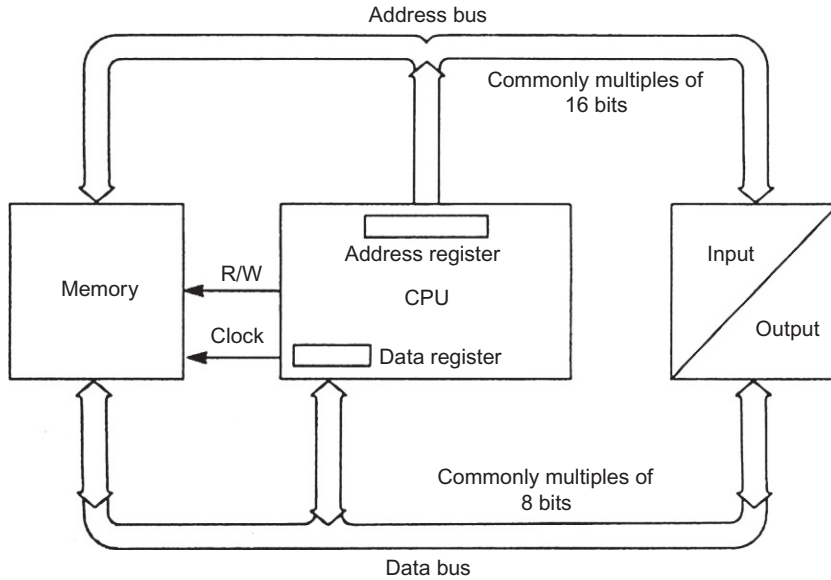 Address bus
Commonly multiples of
16 bits
Address register
Input
R/W
Memory
CPU
Output
Clock
Data register
Commonly multiples of
8 bits
Data bus